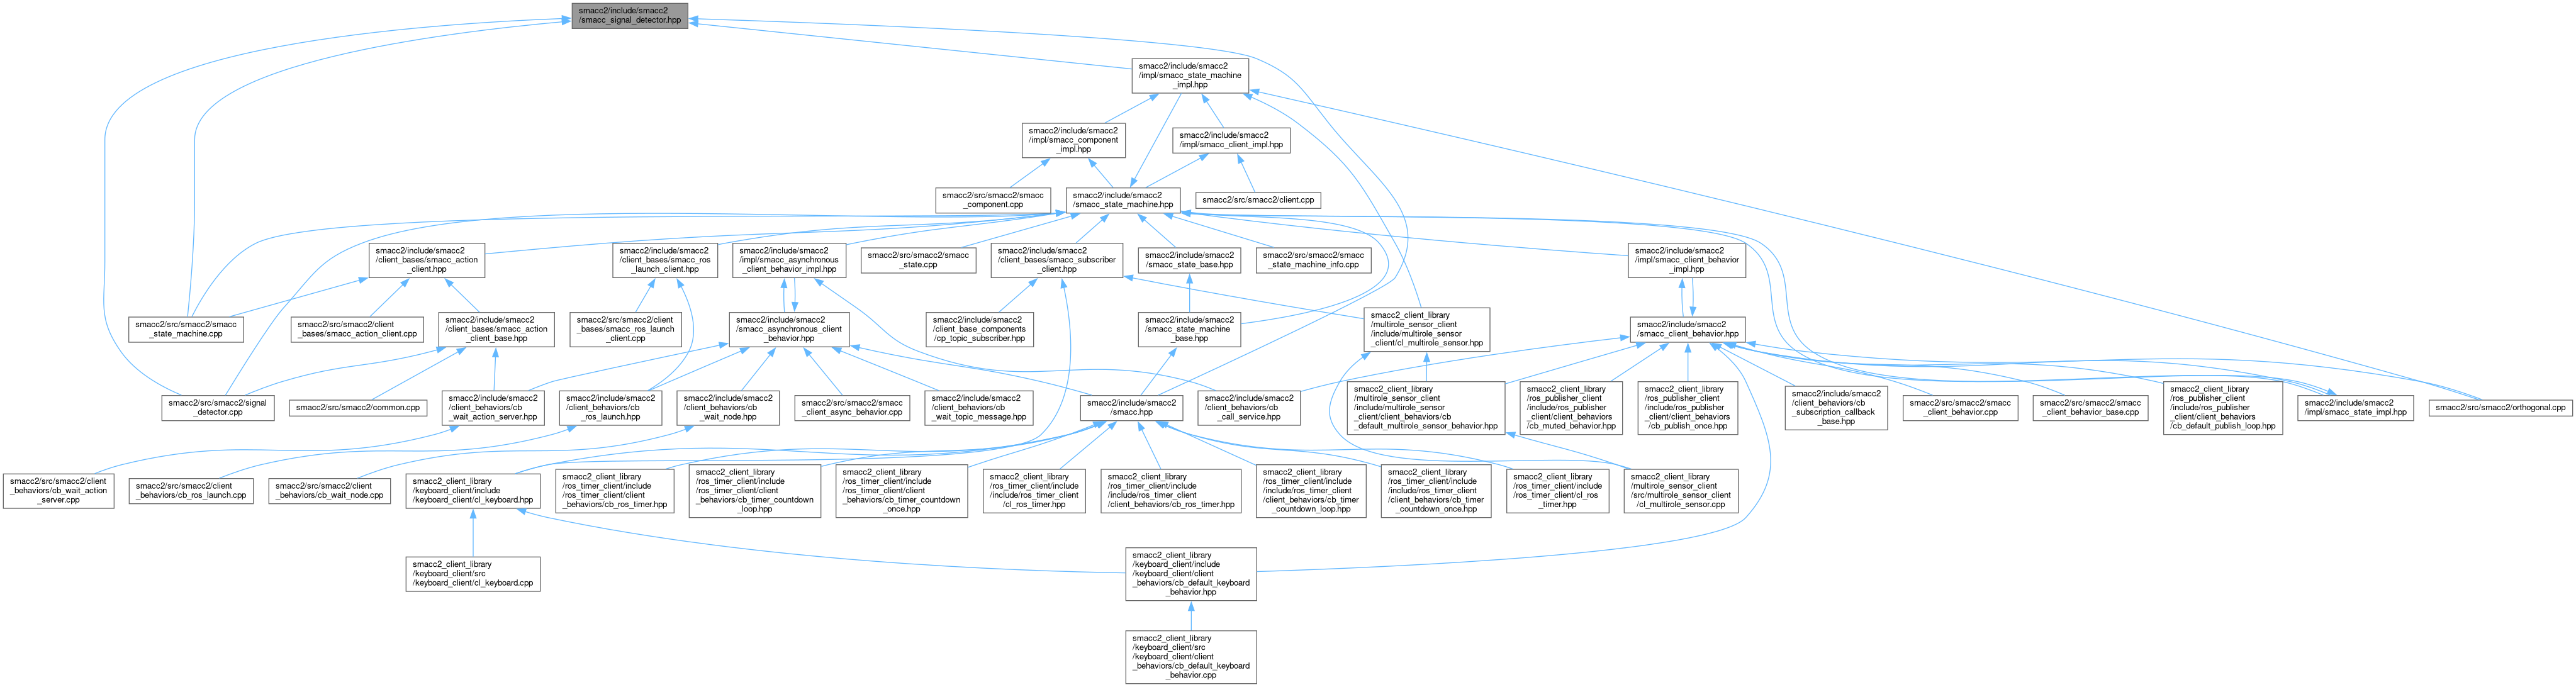 smacc2/include/smacc2
/smacc_signal_detector.hpp
smacc2/include/smacc2
/impl/smacc_state_machine
_impl.hpp
smacc2/include/smacc2
/impl/smacc_component
_impl.hpp
smacc2/include/smacc2
/impl/smacc_client_impl.hpp
smacc2/src/smacc2/smacc
_component.cpp
smacc2/include/smacc2
/smacc_state_machine.hpp
smacc2/src/smacc2/client.cpp
smacc2/include/smacc2
/client_bases/smacc_action
_client.hpp
smacc2/include/smacc2
/client_bases/smacc_ros
_launch_client.hpp
smacc2/include/smacc2
/impl/smacc_asynchronous
_client_behavior_impl.hpp
smacc2/src/smacc2/smacc
_state.cpp
smacc2/include/smacc2
/client_bases/smacc_subscriber
_client.hpp
smacc2/include/smacc2
/smacc_state_base.hpp
smacc2/src/smacc2/smacc
_state_machine_info.cpp
smacc2/include/smacc2
/impl/smacc_client_behavior
_impl.hpp
smacc2/src/smacc2/smacc
_state_machine.cpp
smacc2/src/smacc2/client
_bases/smacc_action_client.cpp
smacc2/include/smacc2
/client_bases/smacc_action
_client_base.hpp
smacc2/src/smacc2/client
_bases/smacc_ros_launch
_client.cpp
smacc2/include/smacc2
/smacc_asynchronous_client
_behavior.hpp
smacc2/include/smacc2
/client_base_components
/cp_topic_subscriber.hpp
smacc2/include/smacc2
/smacc_state_machine
_base.hpp
smacc2_client_library
/multirole_sensor_client
/include/multirole_sensor
_client/cl_multirole_sensor.hpp
smacc2/include/smacc2
/smacc_client_behavior.hpp
smacc2/src/smacc2/signal
_detector.cpp
smacc2/src/smacc2/common.cpp
smacc2/include/smacc2
/client_behaviors/cb
_wait_action_server.hpp
smacc2/include/smacc2
/client_behaviors/cb
_ros_launch.hpp
smacc2/include/smacc2
/client_behaviors/cb
_wait_node.hpp
smacc2/src/smacc2/smacc
_client_async_behavior.cpp
smacc2/include/smacc2
/client_behaviors/cb
_wait_topic_message.hpp
smacc2/include/smacc2
/smacc.hpp
smacc2/include/smacc2
/client_behaviors/cb
_call_service.hpp
smacc2_client_library
/multirole_sensor_client
/include/multirole_sensor
_client/client_behaviors/cb
_default_multirole_sensor_behavior.hpp
smacc2_client_library
/ros_publisher_client
/include/ros_publisher
_client/client_behaviors
/cb_muted_behavior.hpp
smacc2_client_library
/ros_publisher_client
/include/ros_publisher
_client/client_behaviors
/cb_publish_once.hpp
smacc2/include/smacc2
/client_behaviors/cb
_subscription_callback
_base.hpp
smacc2/src/smacc2/smacc
_client_behavior.cpp
smacc2/src/smacc2/smacc
_client_behavior_base.cpp
smacc2_client_library
/ros_publisher_client
/include/ros_publisher
_client/client_behaviors
/cb_default_publish_loop.hpp
smacc2/include/smacc2
/impl/smacc_state_impl.hpp
smacc2/src/smacc2/orthogonal.cpp
smacc2/src/smacc2/client
_behaviors/cb_wait_action
_server.cpp
smacc2/src/smacc2/client
_behaviors/cb_ros_launch.cpp
smacc2/src/smacc2/client
_behaviors/cb_wait_node.cpp
smacc2_client_library
/keyboard_client/include
/keyboard_client/cl_keyboard.hpp
smacc2_client_library
/ros_timer_client/include
/ros_timer_client/client
_behaviors/cb_ros_timer.hpp
smacc2_client_library
/ros_timer_client/include
/ros_timer_client/client
_behaviors/cb_timer_countdown
_loop.hpp
smacc2_client_library
/ros_timer_client/include
/ros_timer_client/client
_behaviors/cb_timer_countdown
_once.hpp
smacc2_client_library
/ros_timer_client/include
/include/ros_timer_client
/cl_ros_timer.hpp
smacc2_client_library
/ros_timer_client/include
/include/ros_timer_client
/client_behaviors/cb_ros_timer.hpp
smacc2_client_library
/ros_timer_client/include
/include/ros_timer_client
/client_behaviors/cb_timer
_countdown_loop.hpp
smacc2_client_library
/ros_timer_client/include
/include/ros_timer_client
/client_behaviors/cb_timer
_countdown_once.hpp
smacc2_client_library
/ros_timer_client/include
/ros_timer_client/cl_ros
_timer.hpp
smacc2_client_library
/multirole_sensor_client
/src/multirole_sensor_client
/cl_multirole_sensor.cpp
smacc2_client_library
/keyboard_client/src
/keyboard_client/cl_keyboard.cpp
smacc2_client_library
/keyboard_client/include
/keyboard_client/client
_behaviors/cb_default_keyboard
_behavior.hpp
smacc2_client_library
/keyboard_client/src
/keyboard_client/client
_behaviors/cb_default_keyboard
_behavior.cpp